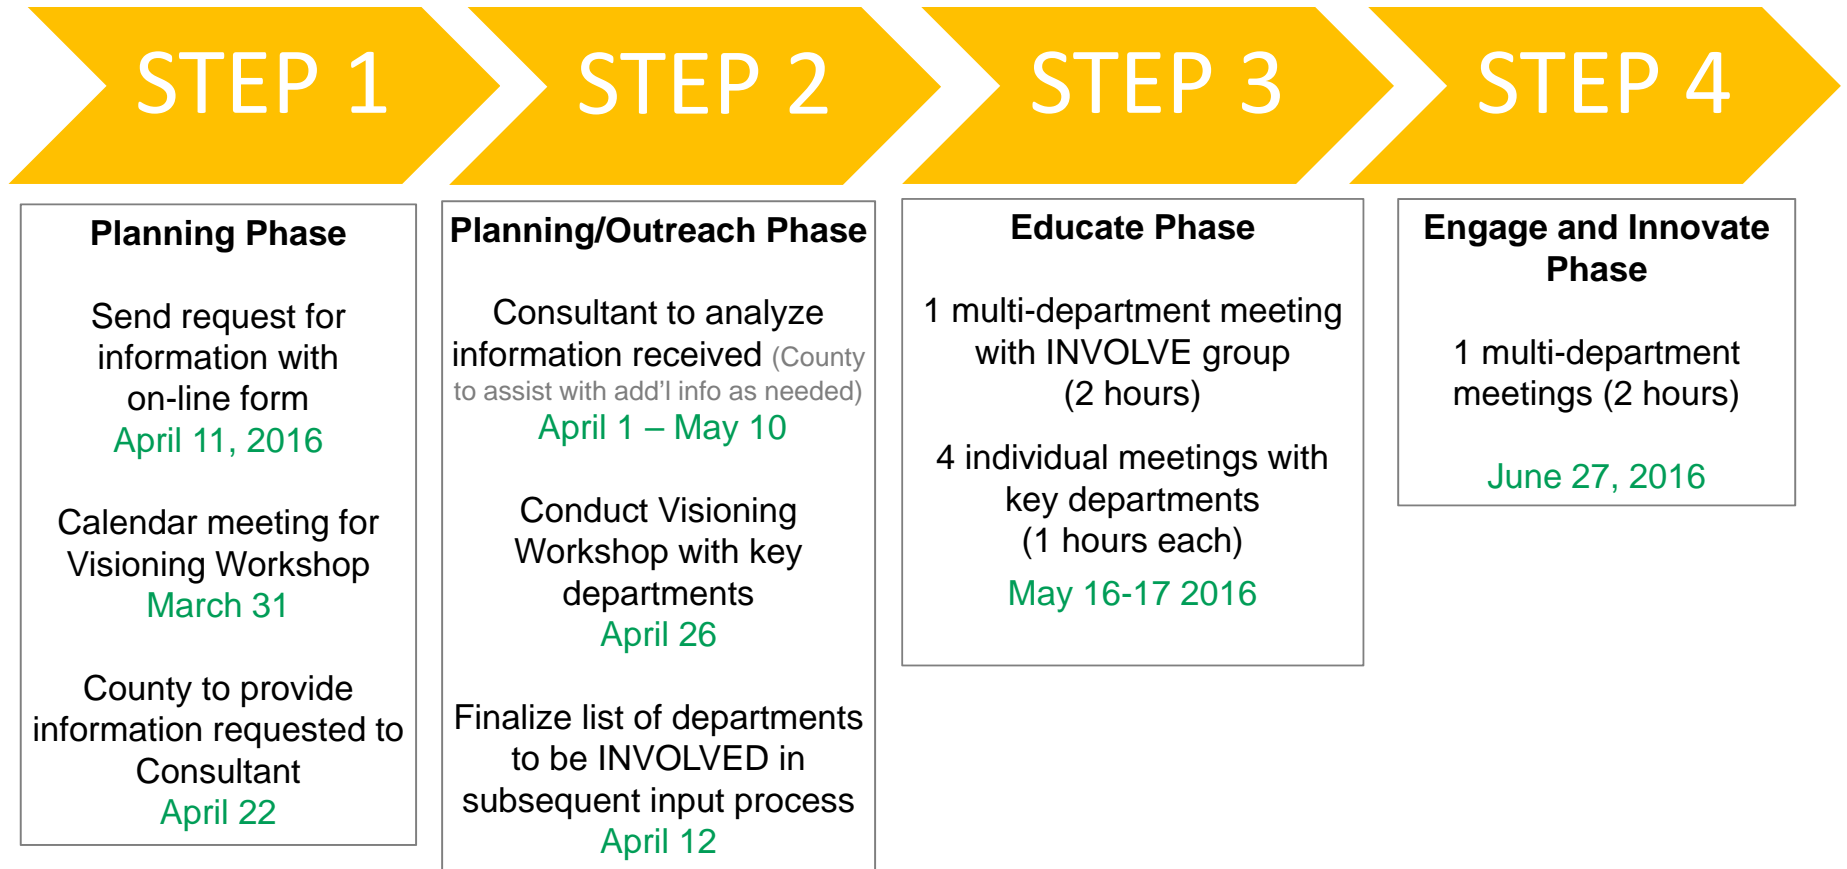 STEP 1
STEP 2
STEP 3
STEP 4
Planning Phase
Send request for
information with
on-line form
April 11, 2016
Calendar meeting for
Visioning Workshop
March 31
County to provide
information requested to
Consultant
April 22
Planning/Outreach Phase
Consultant to analyze
information received (County
to assist with add’l info as needed)
April 1 – May 10
Conduct Visioning
Workshop with key
departments
April 26
Finalize list of departments
to be INVOLVED in
subsequent input process
April 12
Educate Phase
1 multi-department meeting
with INVOLVE group
(2 hours)
4 individual meetings with
key departments
(1 hours each)
May 16-17 2016
Engage and Innovate
Phase
1 multi-department
meetings (2 hours)
June 27, 2016